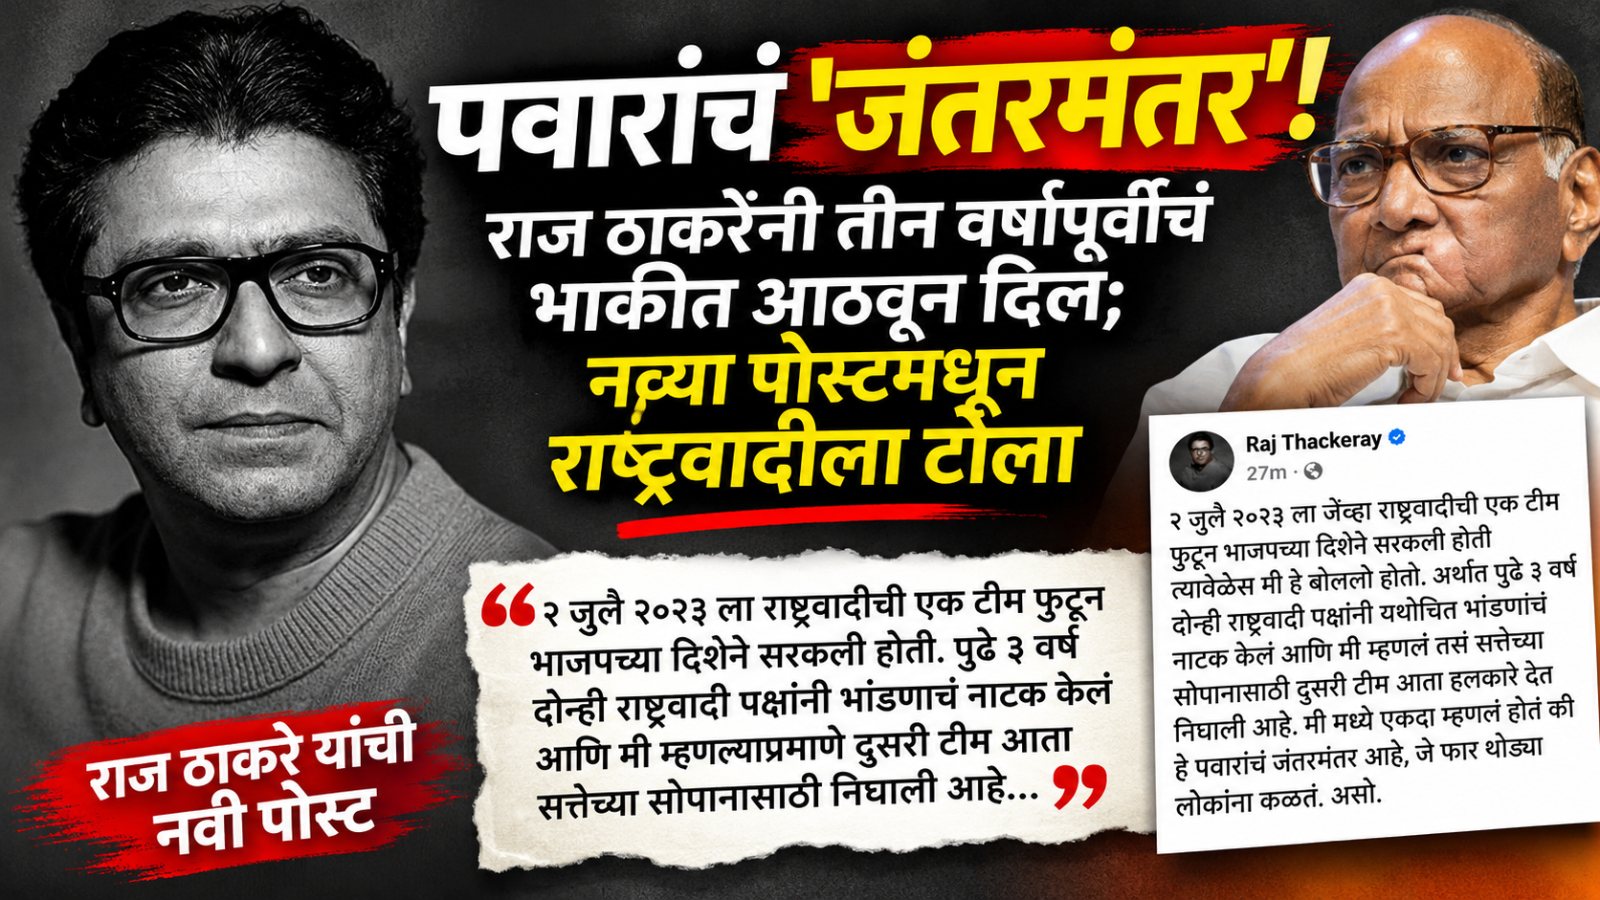 पवारांचं 'जंतरमंतर'!
राज ठाकरेंनी तीन वर्षापूर्वीचं
भाकीत आठवून दिल;
नव्या पोस्टमधून
राष्ट्रवादीला टोला
“२ जुलै २०२३ ला राष्ट्रवादीची एक टीम फुटून
भाजपच्या दिशेने सरकली होती. पुढे ३ वर्ष
दोन्ही राष्ट्रवादी पक्षांनी भांडणाचं नाटक केलं
आणि मी म्हणल्याप्रमाणे दुसरी टीम आता
सत्तेच्या सोपानासाठी निघाली आहे...”
राज ठाकरे यांची
नवी पोस्ट
Raj Thackeray
27m ·
२ जुलै २०२३ ला जेंव्हा राष्ट्रवादीची एक टीम
फुटून भाजपच्या दिशेने सरकली होती
त्यावेळेस मी हे बोललो होतो. अर्थात पुढे ३ वर्ष
दोन्ही राष्ट्रवादी पक्षांनी यथोचित भांडणांचं
नाटक केलं आणि मी म्हणलं तसं सत्तेच्या
सोपानासाठी दुसरी टीम आता हलकारे देत
निघाली आहे. मी मध्ये एकदा म्हणलं होतं की
हे पवारांचं जंतरमंतर आहे, जे फार थोड्या
लोकांना कळतं. असो.